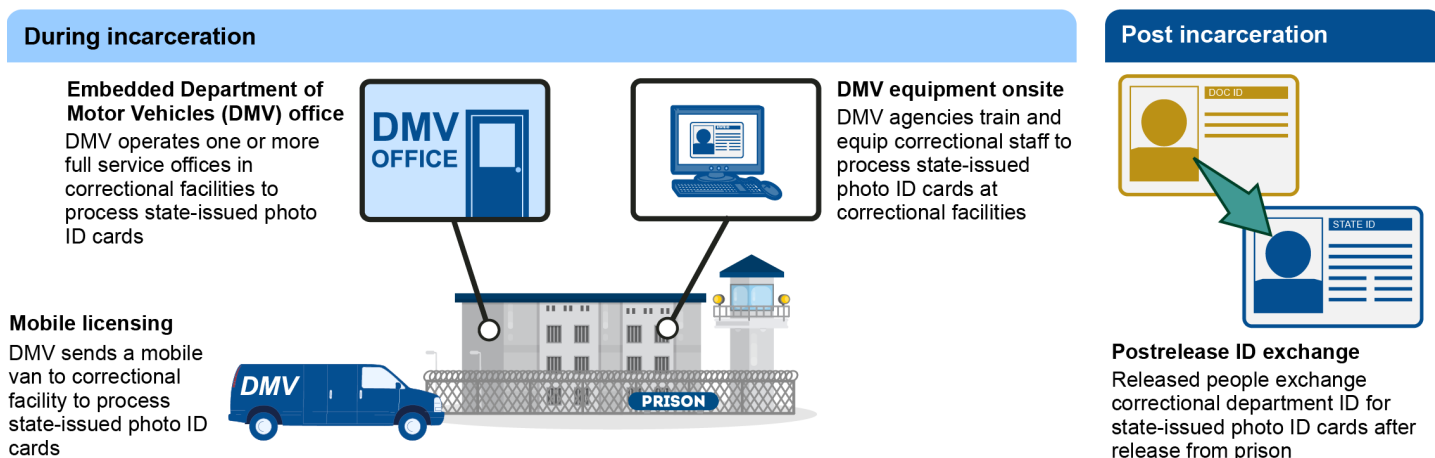 During incarceration
Embedded Department of
Motor Vehicles (DMV) office
DMV operates one or more
full service offices in
correctional facilities to
process state-issued photo
ID cards
DMV
OFFICE
DMV equipment onsite
DMV agencies train and
equip correctional staff to
process state-issued
photo ID cards at
correctional facilities
Mobile licensing
DMV sends a mobile
van to correctional
facility to process
state-issued photo ID
cards
DMV
PRISON
Post incarceration
DOC ID
STATE ID
Postrelease ID exchange
Released people exchange
correctional department ID for
state-issued photo ID cards after
release from prison